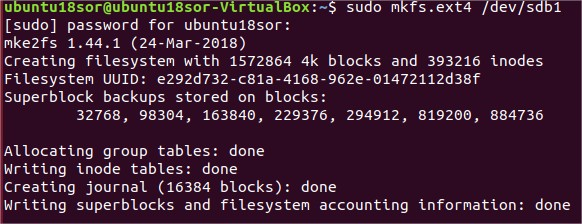 ubuntu18sor@ubuntu18sor-VirtualBox:~$ sudo mkfs.ext4 /dev/sdb1
[sudo] password for ubuntu18sor:
mke2fs 1.44.1 (24-Mar-2018)
Creating filesystem with 1572864 4k blocks and 393216 inodes
Filesystem UUID: e292d732-c81a-4168-962e-01472112d38f
Superblock backups stored on blocks:
32768, 98304, 163840, 229376, 294912, 819200, 884736
Allocating group tables: done
Writing inode tables: done
Creating journal (16384 blocks): done
Writing superblocks and filesystem accounting information: done